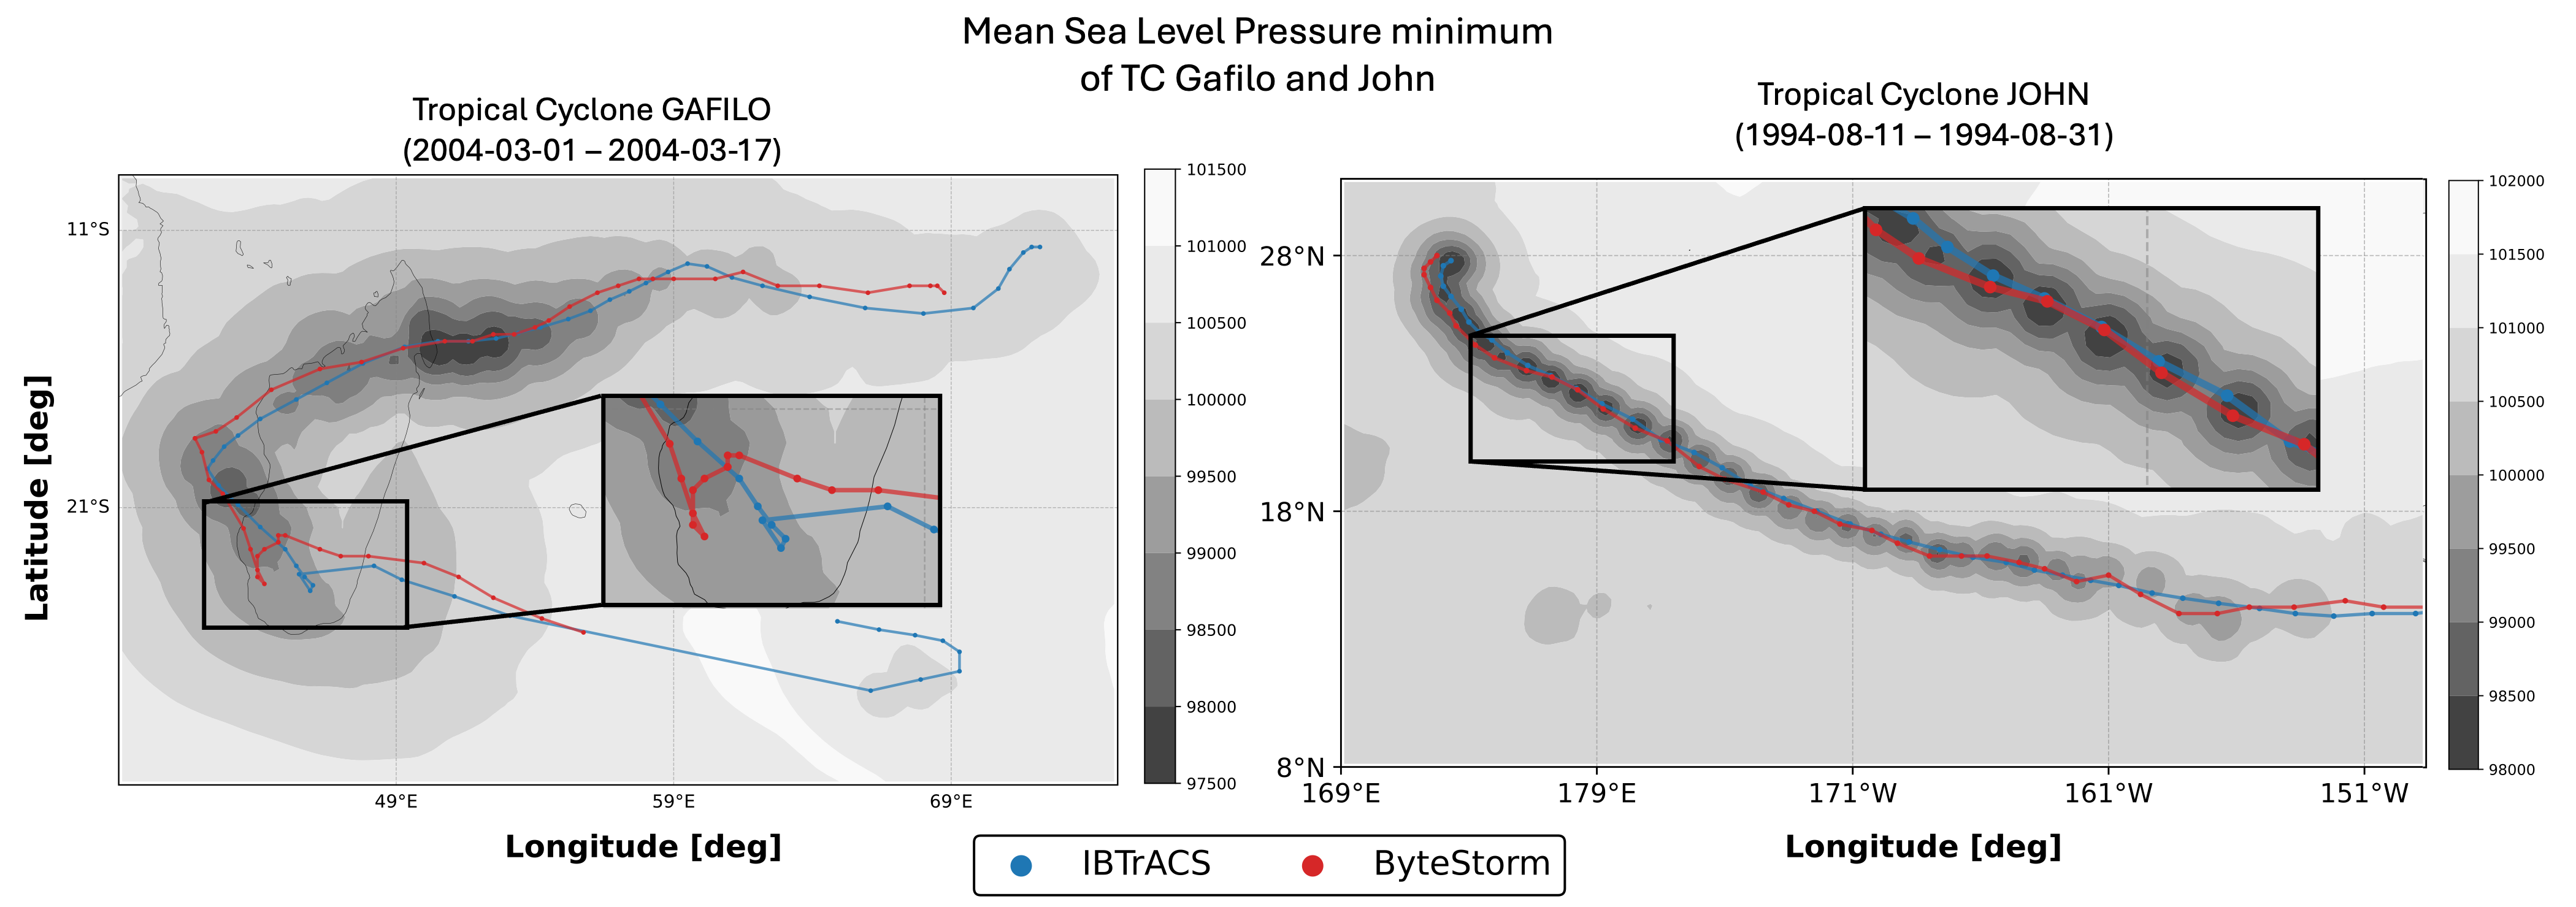 Mean Sea Level Pressure minimum
of TC Gafilo and John
Tropical Cyclone GAFILO
(2004-03-01 – 2004-03-17)
Tropical Cyclone JOHN
(1994-08-11 – 1994-08-31)
Latitude [deg]
11°S
21°S
49°E
59°E
69°E
Longitude [deg]
101500
101000
100500
100000
99500
99000
98500
98000
97500
28°N
18°N
8°N
169°E
179°E
171°W
161°W
151°W
Longitude [deg]
102000
101500
101000
100500
100000
99500
99000
98500
98000
IBTrACS
ByteStorm